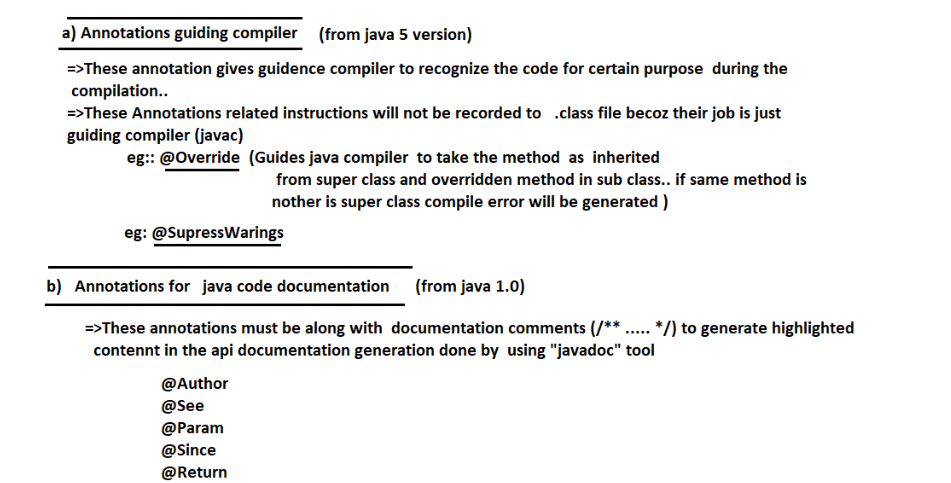 a) Annotations guiding compiler (from java 5 version)
=>These annotation gives guidence compiler to recognize the code for certain purpose during the
compilation..
=>These Annotations related instructions will not be recorded to .class file becoz their job is just
guiding compiler (javac)
eg:: @Override (Guides java compiler to take the method as inherited
from super class and overridden method in sub class.. if same method is
nother is super class compile error will be generated )
eg: @SupressWarings
b) Annotations for java code documentation (from java 1.0)
=>These annotations must be along with documentation comments (/** ..... */) to generate highlighted
contennt in the api documentation generation done by using "javadoc" tool
@Author
@See
@Param
@Since
@Return